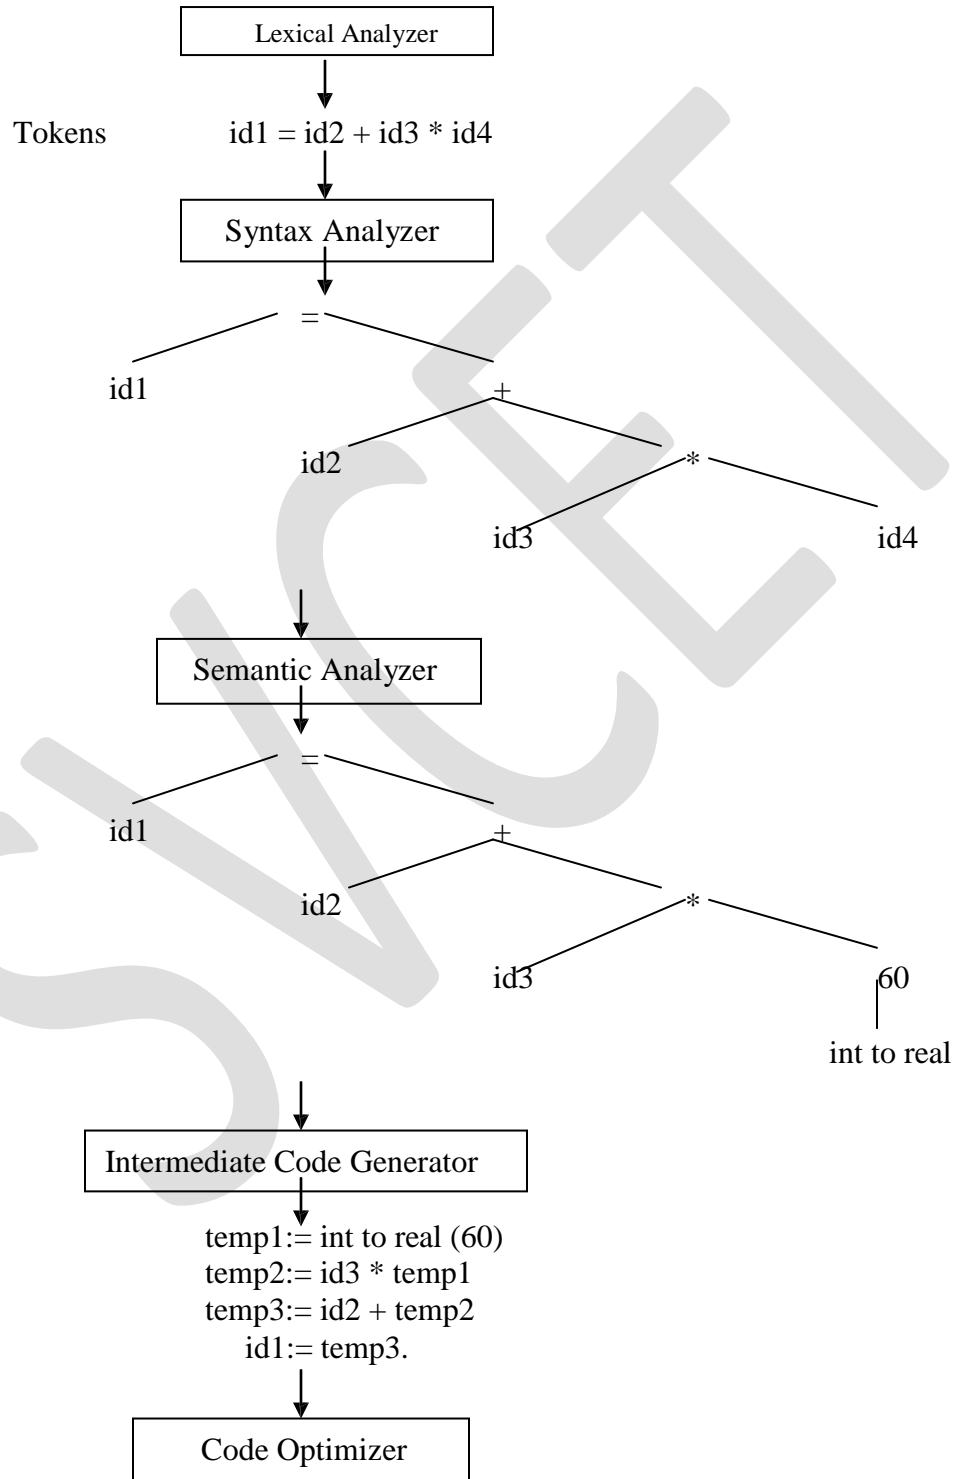 Lexical Analyzer
Tokens id1 = id2 + id3 * id4
Syntax Analyzer
=
id1
+
id2
*
id3 id4
Semantic Analyzer
=
id1
+
id2
*
id3 60
int to real
Intermediate Code Generator
temp1:= int to real (60)
temp2:= id3 * temp1
temp3:= id2 + temp2
id1:= temp3.
Code Optimizer
SVCET